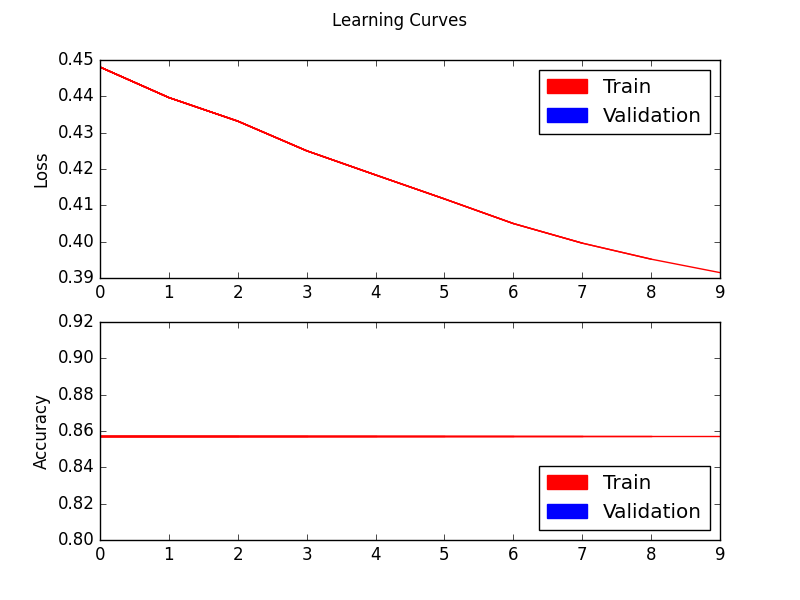 Learning Curves
0.45
0.44
0.43
0.42
0.41
0.40
0.39
Loss
Train
Validation
0 1 2 3 4 5 6 7 8 9
0.92
0.90
0.88
0.86
0.84
0.82
0.80
Accuracy
Train
Validation
0 1 2 3 4 5 6 7 8 9